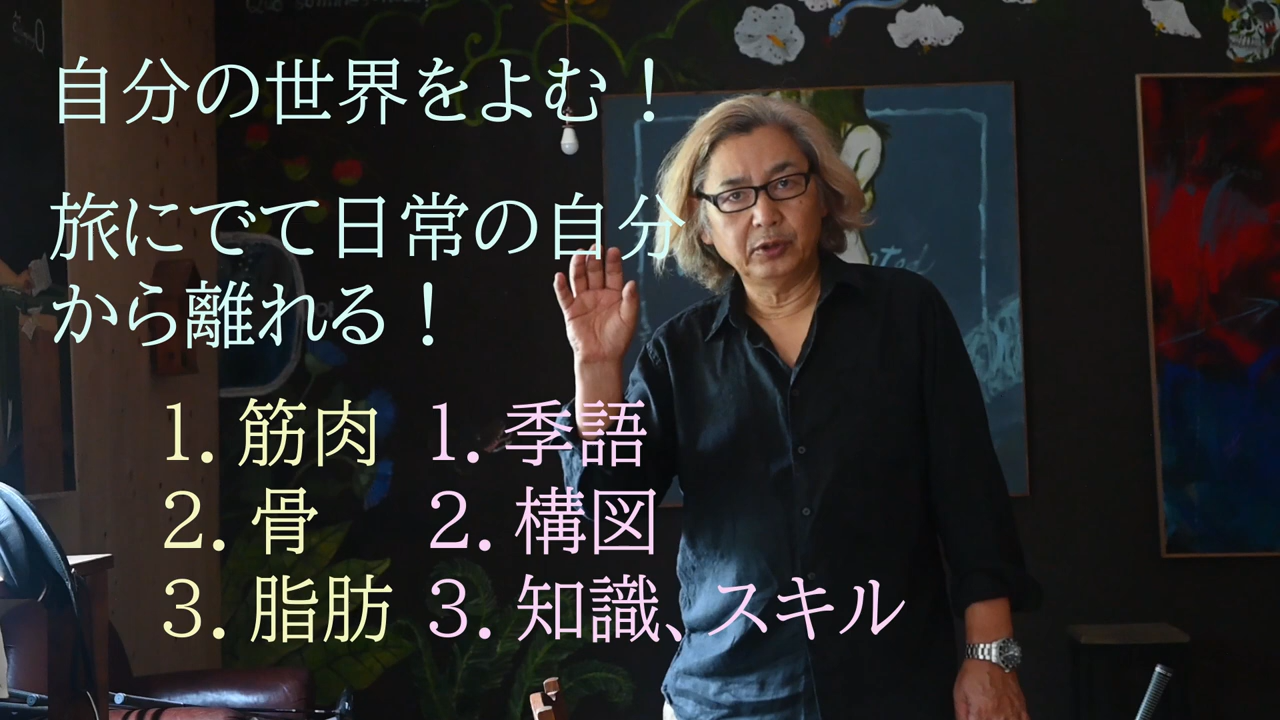 自分の世界をよむ！
旅にでて日常の自分
から離れる！
1. 筋肉 1. 季語
2. 骨 2. 構図
3. 脂肪 3. 知識、スキル